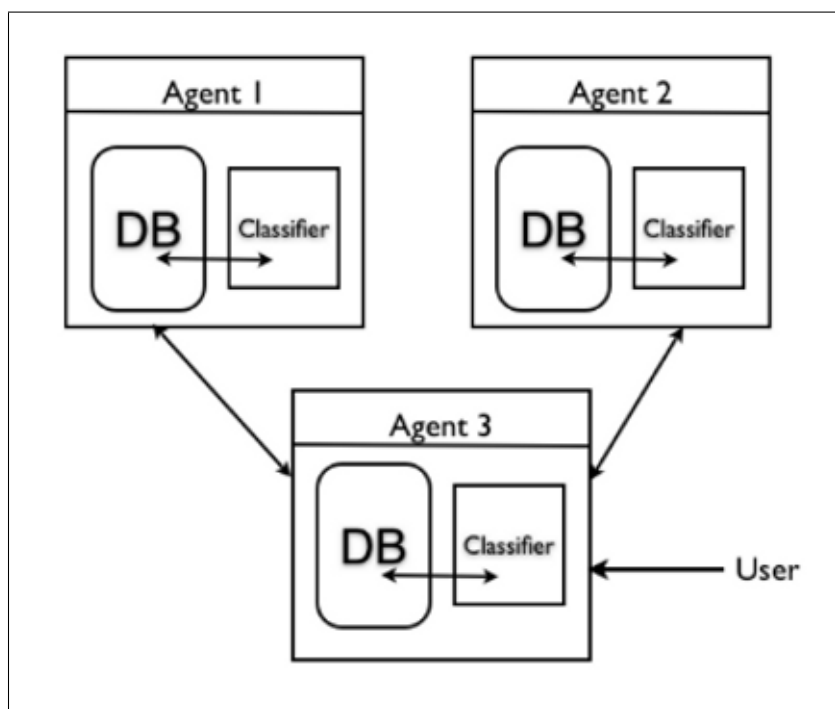 Agent 1
Agent 2
DB
Classifier
DB
Classifier
Agent 3
DB
Classifier
User